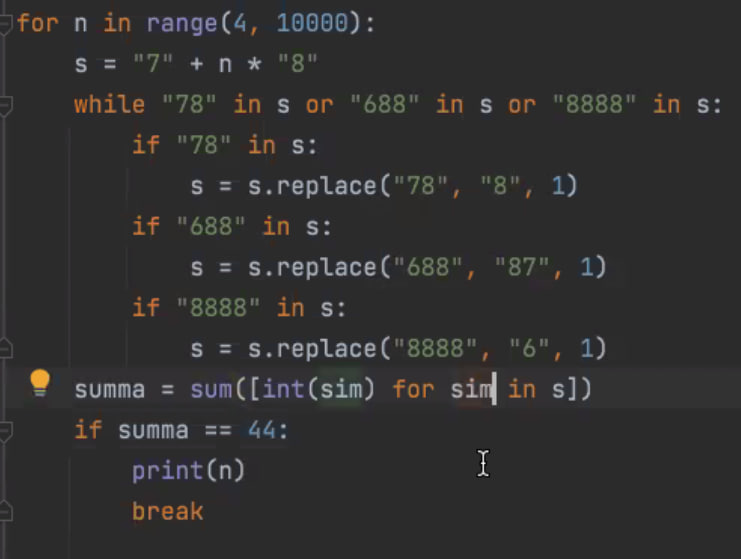 for n in range(4, 10000):
    s = "7" + n * "8"
    while "78" in s or "688" in s or "8888" in s:
        if "78" in s:
            s = s.replace("78", "8", 1)
        if "688" in s:
            s = s.replace("688", "87", 1)
        if "8888" in s:
            s = s.replace("8888", "6", 1)
    summa = sum([int(sim) for sim in s])
    if summa == 44:
        print(n)
        break